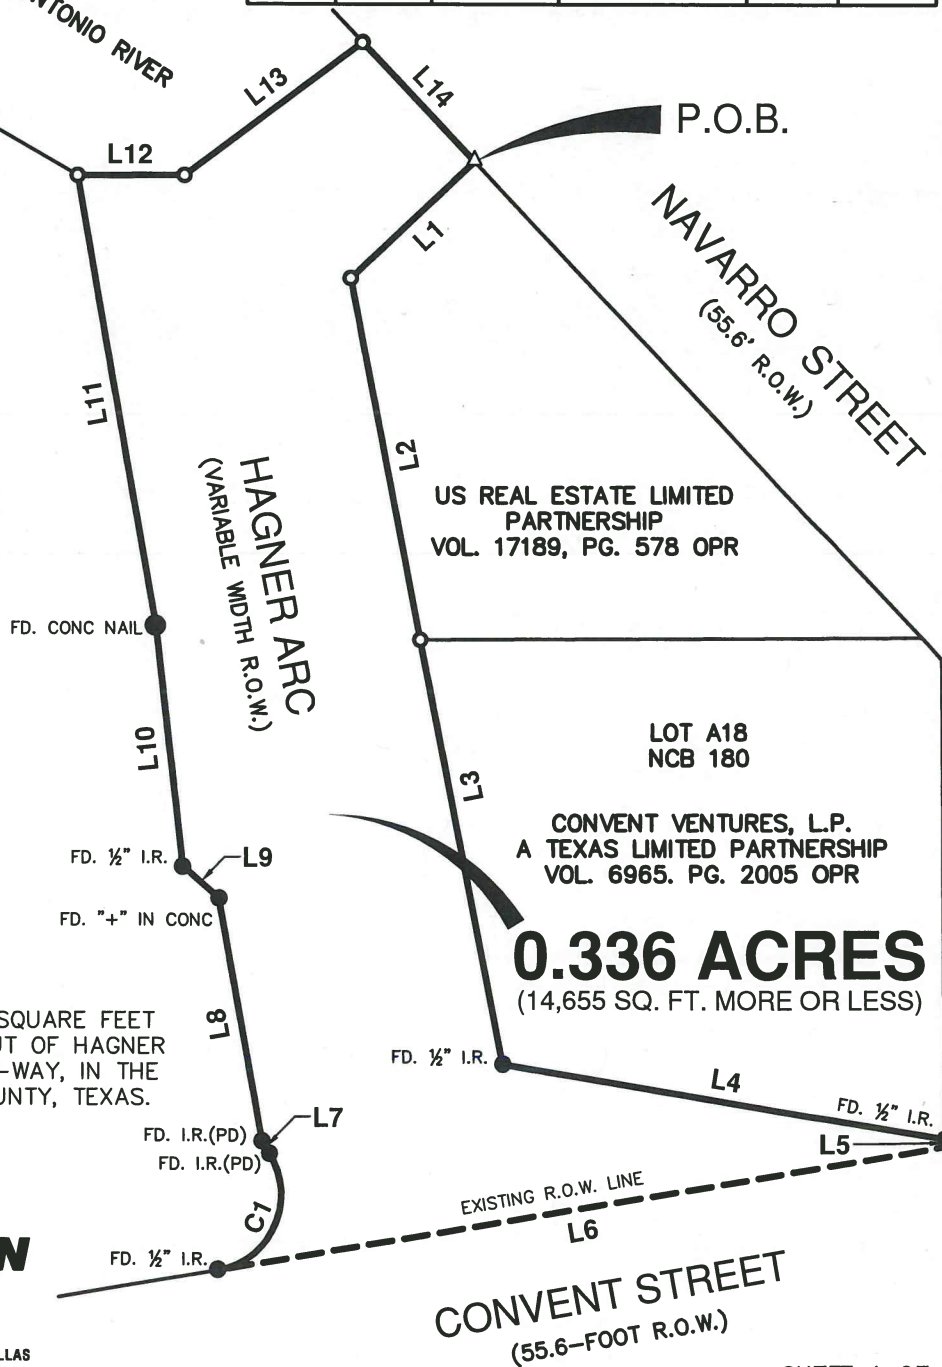 NTONIO RIVER
L13
L14
P.O.B.
L12
L1
NAVARRO STREET
(55.6' R.O.W.)
L11
L2
HAGNER ARC
(VARIABLE WIDTH R.O.W.)
US REAL ESTATE LIMITED
PARTNERSHIP
VOL. 17189, PG. 578 OPR
FD. CONC NAIL
L10
LOT A18
NCB 180
L3
CONVENT VENTURES, L.P.
A TEXAS LIMITED PARTNERSHIP
VOL. 6965. PG. 2005 OPR
FD. ½" I.R.
L9
FD. "+" IN CONC
0.336 ACRES
(14,655 SQ. FT. MORE OR LESS)
SQUARE FEET
UT OF HAGNER
-WAY, IN THE
UNTY, TEXAS.
L8
FD. ½" I.R.
L4
FD. ½" I.R.
L7
FD. I.R.(PD)
FD. I.R.(PD)
L5
C1
EXISTING R.O.W. LINE
L6
FD. ½" I.R.
N
CONVENT STREET
(55.6-FOOT R.O.W.)
LLAS